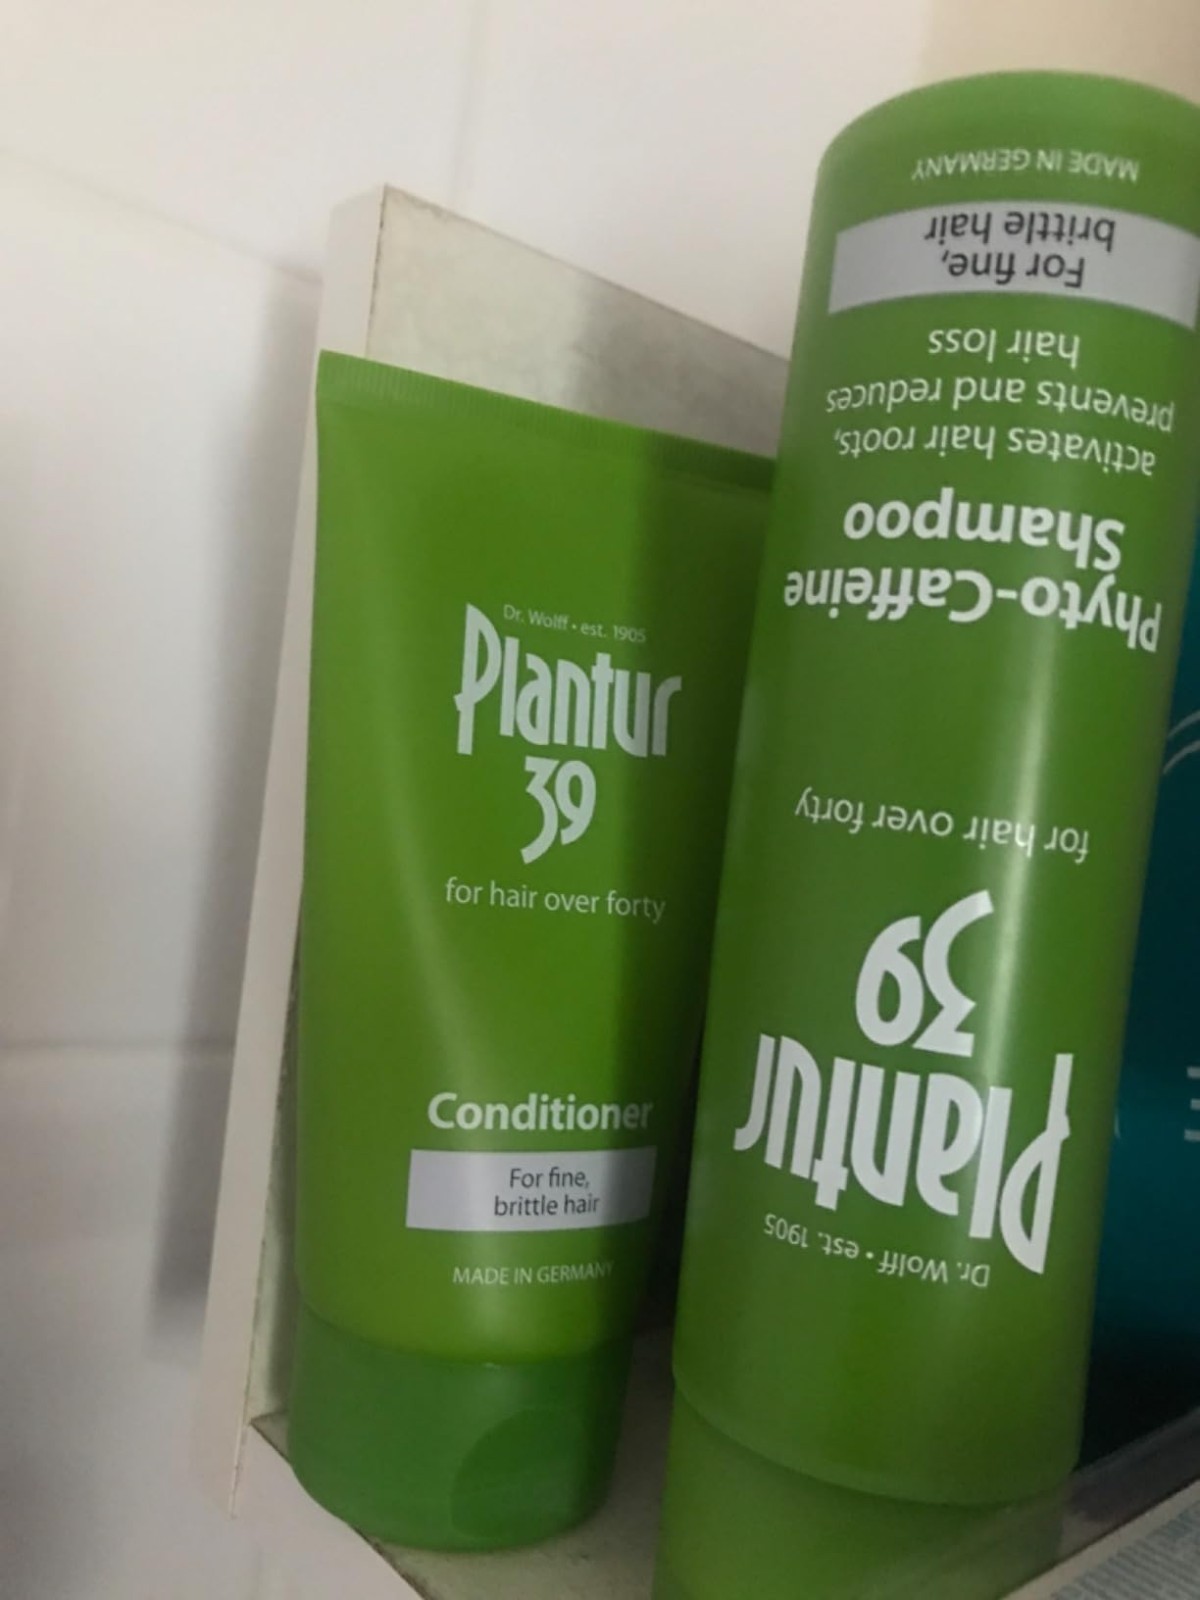 Dr. Wolff • est. 1905
Plantur
39
for hair over forty
Conditioner
For fine,
brittle hair
MADE IN GERMANY
Dr. Wolff • est. 1905
Plantur
39
for hair over forty
Phyto-Caffeine
Shampoo
activates hair roots,
prevents and reduces
hair loss
For fine,
brittle hair
MADE IN GERMANY